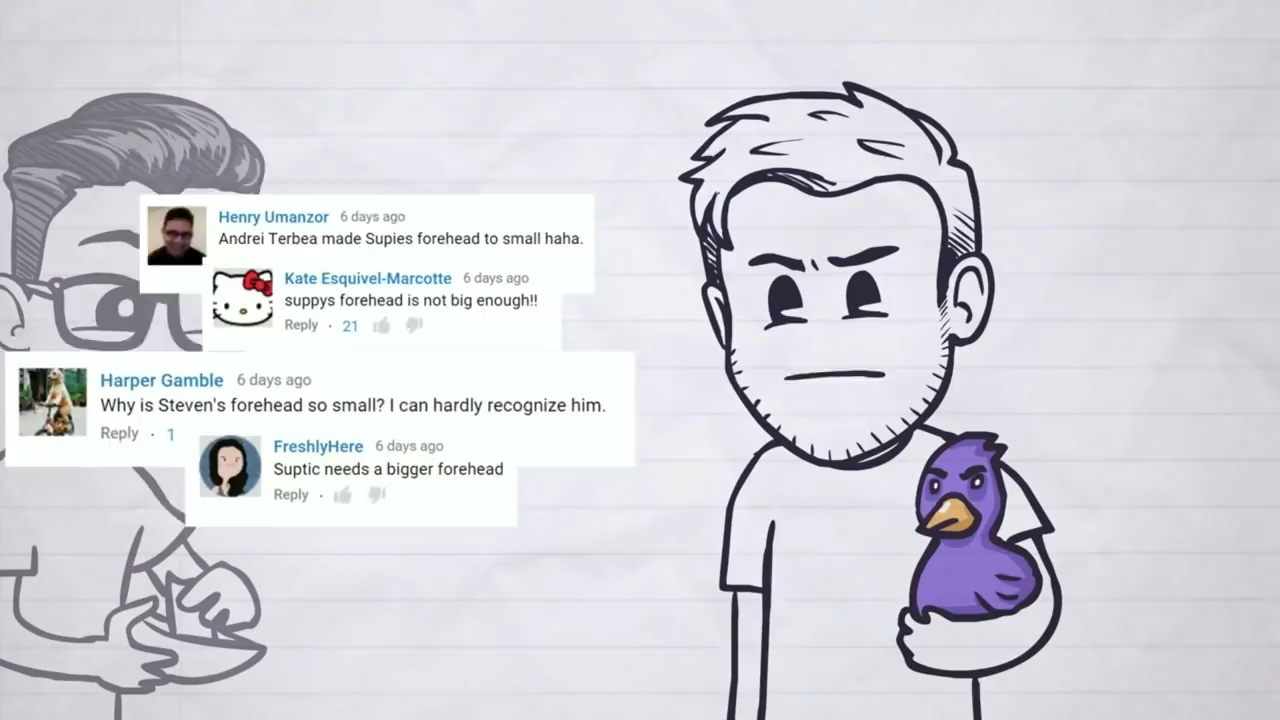 Henry Umanzor 6 days ago
Andrei Terbea made Supies forehead to small haha.
Kate Esquivel-Marcotte 6 days ago
suppys forehead is not big enough!!
Reply · 21
Harper Gamble 6 days ago
Why is Steven's forehead so small? I can hardly recognize him.
Reply · 1
FreshlyHere 6 days ago
Suptic needs a bigger forehead
Reply ·